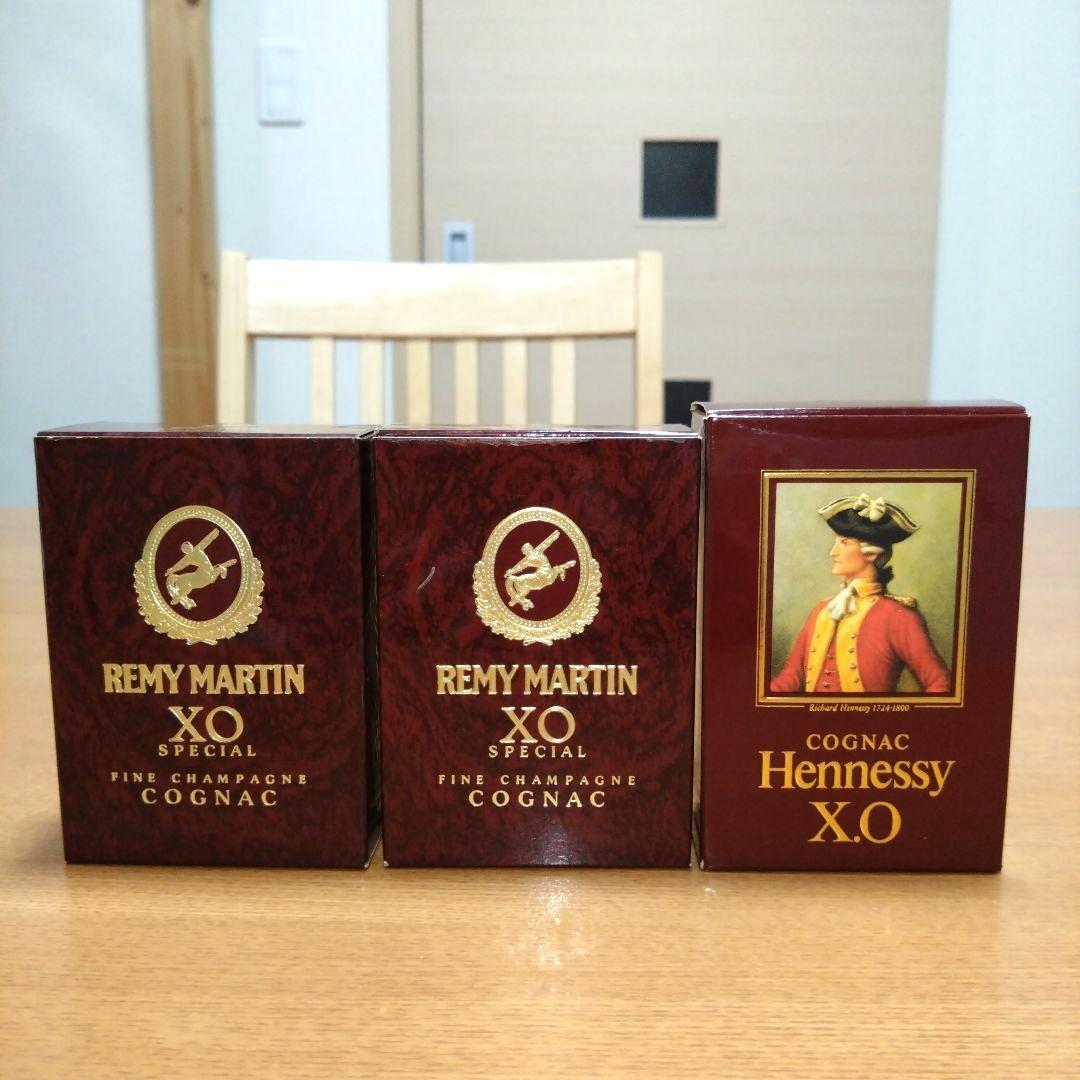 REMY MARTIN
XO
SPECIAL
FINE CHAMPAGNE
COGNAC
REMY MARTIN
XO
SPECIAL
FINE CHAMPAGNE
COGNAC
Richard Hennessy 1724-1800
COGNAC
Hennessy
X.O